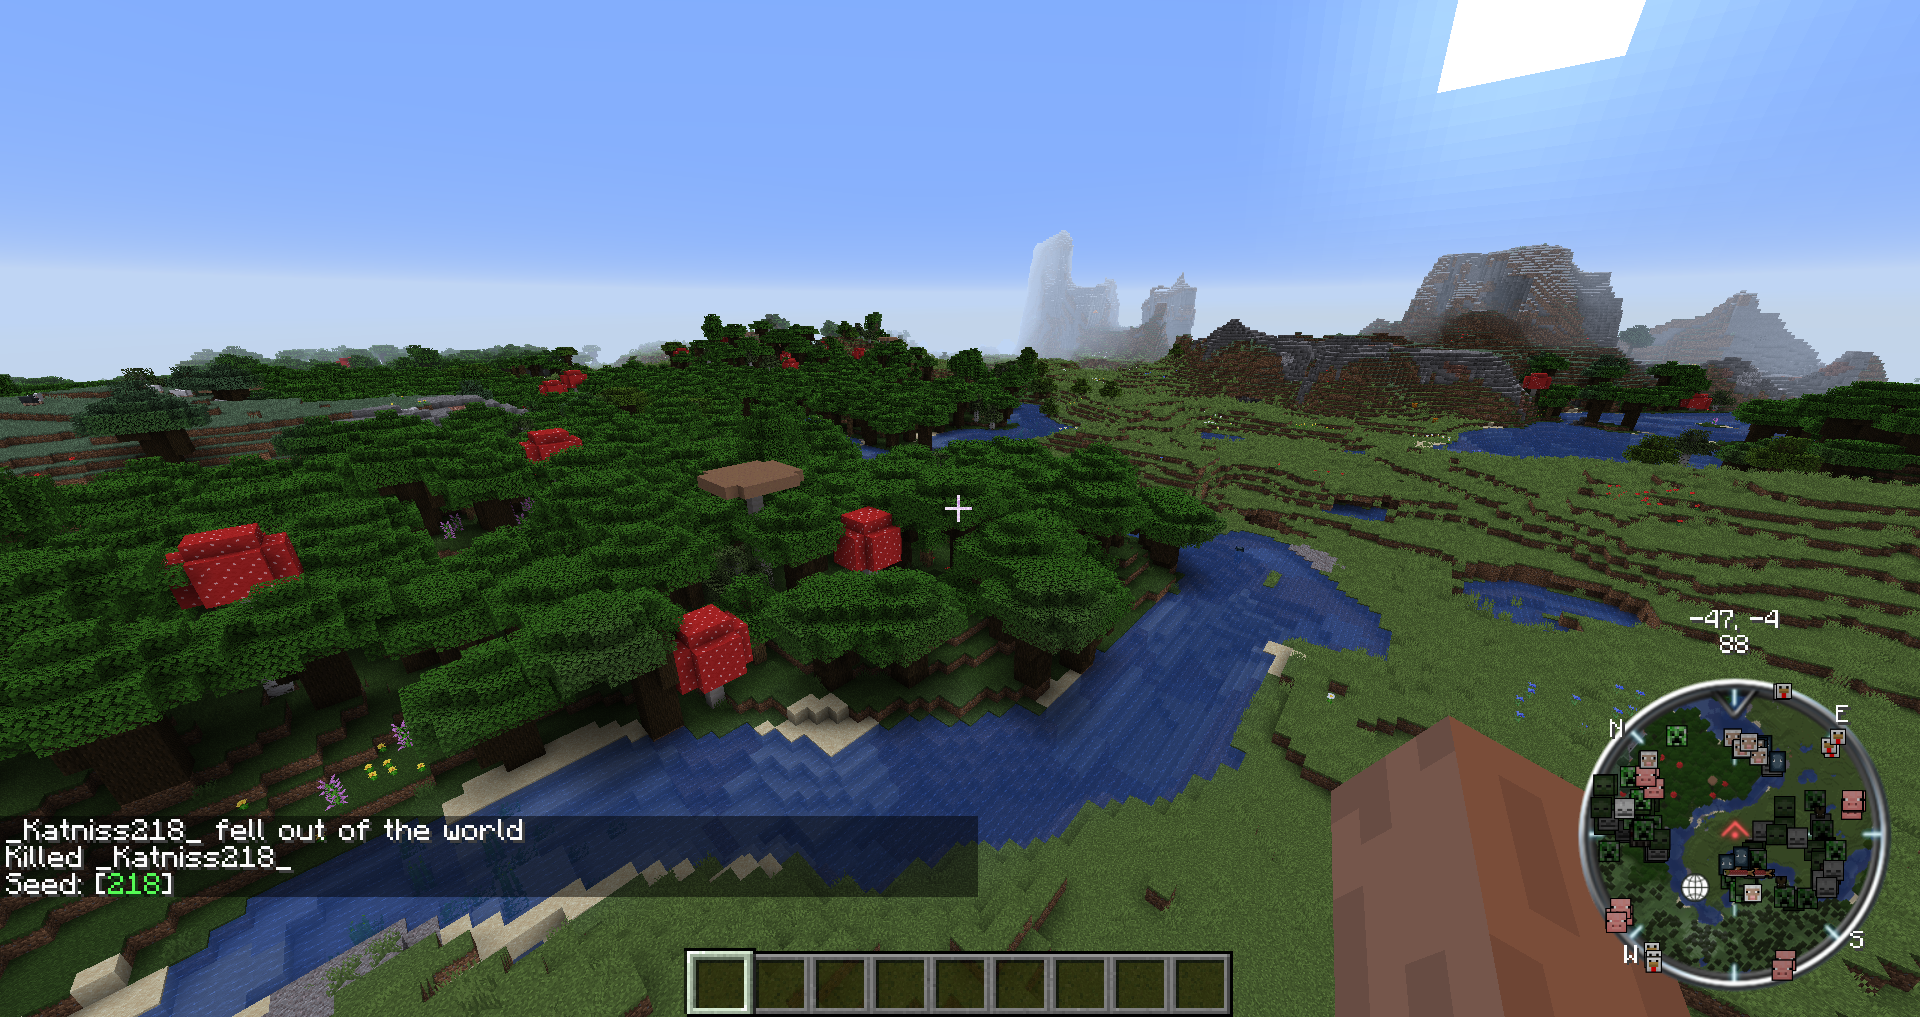 -47, -4
88
N
E
W
S
_Katniss218_ fell out of the world
Killed _Katniss218_
Seed: [218]